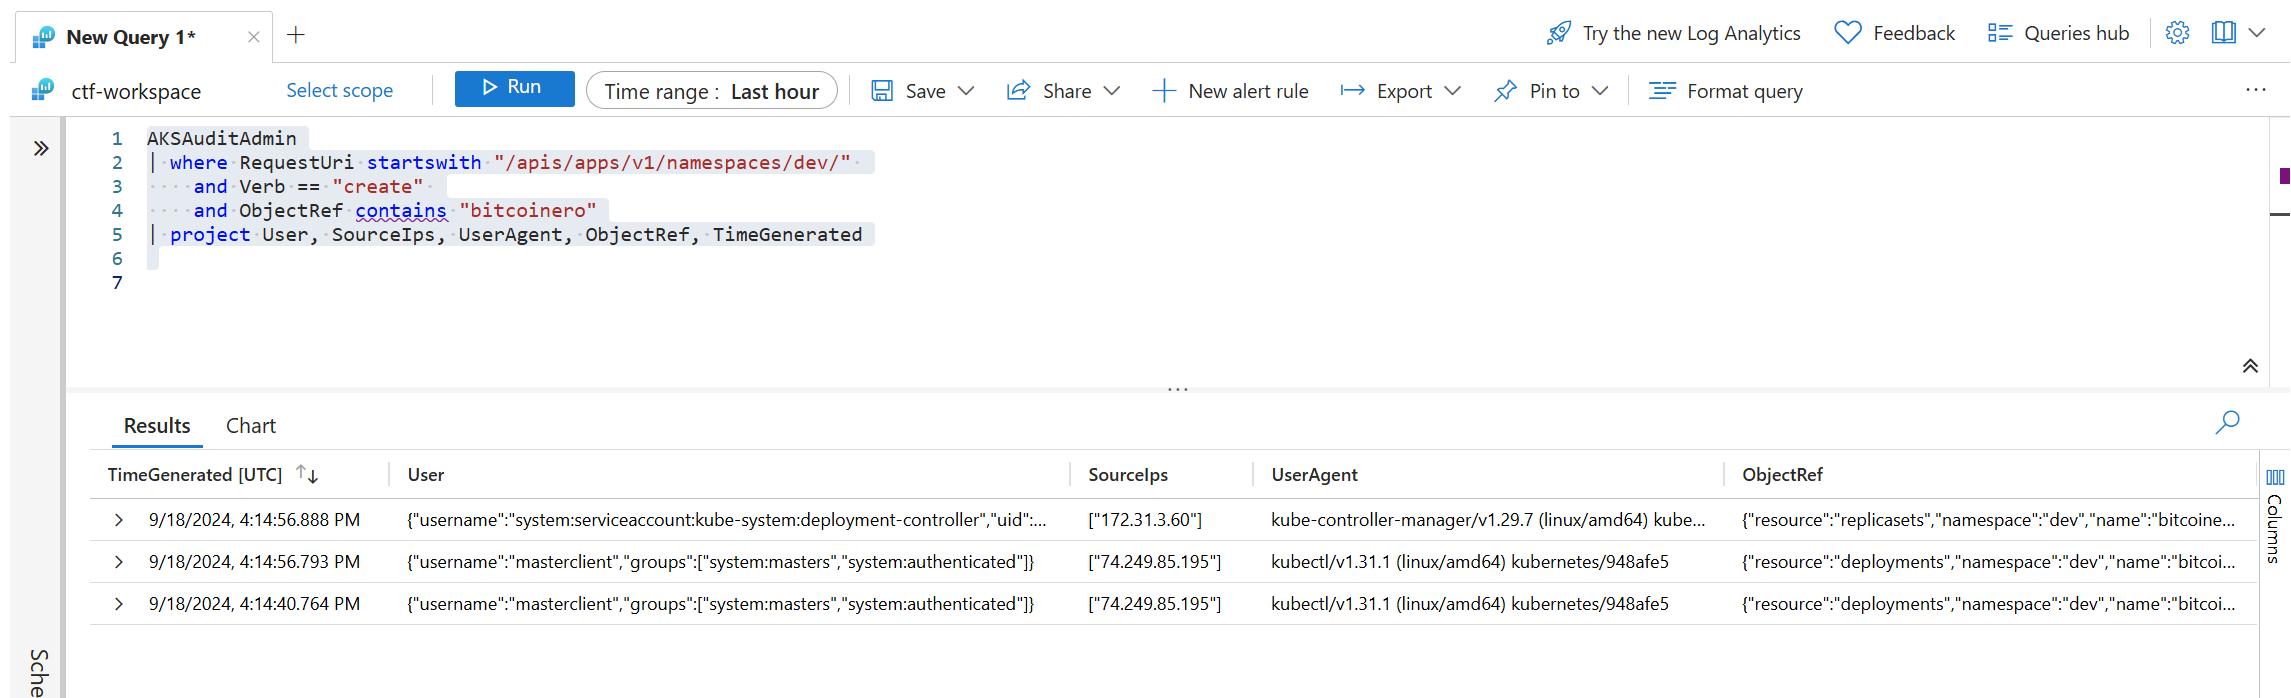 New Query 1*
Try the new Log Analytics
Feedback
Queries hub
ctf-workspace
Select scope
Run
Time range : Last hour
Save
Share
New alert rule
Export
Pin to
Format query
1 AKSAuditAdmin
2 | where RequestUri startswith "/apis/apps/v1/namespaces/dev/"
3 and Verb == "create"
4 and ObjectRef contains "bitcoinero"
5 | project User, SourceIps, UserAgent, ObjectRef, TimeGenerated
6
7
Results Chart
TimeGenerated [UTC] User SourceIps UserAgent ObjectRef
9/18/2024, 4:14:56.888 PM {"username":"system:serviceaccount:kube-system:deployment-controller","uid":... ["172.31.3.60"] kube-controller-manager/v1.29.7 (linux/amd64) kube... {"resource":"replicasets","namespace":"dev","name":"bitcoine...
9/18/2024, 4:14:56.793 PM {"username":"masterclient","groups":["system:masters","system:authenticated"]} ["74.249.85.195"] kubectl/v1.31.1 (linux/amd64) kubernetes/948afe5 {"resource":"deployments","namespace":"dev","name":"bitcoi...
9/18/2024, 4:14:40.764 PM {"username":"masterclient","groups":["system:masters","system:authenticated"]} ["74.249.85.195"] kubectl/v1.31.1 (linux/amd64) kubernetes/948afe5 {"resource":"deployments","namespace":"dev","name":"bitcoi...
Columns
Sche